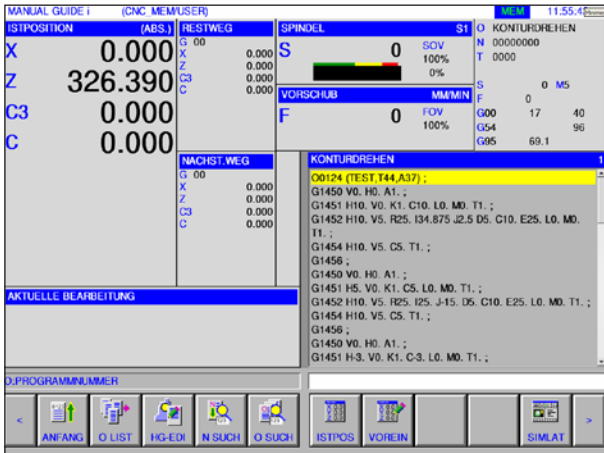 MANUAL GUIDE i (CNC_MEM/USER) MEM 11:55:4
ISTPOSITION (ABS.)
X 0.000
Z 326.390
C3 0.000
C 0.000
RESTWEG
G 00
X 0.000
Z 0.000
C3 0.000
C 0.000
SPINDEL S1
S 0 SOV
100%
0%
VORSCHUB MM/MIN
F 0 FOV
100%
O KONTURDREHEN
N 00000000
T 0000
S 0 M5
F 0
G00 17 40
G54 96
G95 69.1
NACHST.WEG
G 00
X 0.000
Z 0.000
C3 0.000
C 0.000
KONTURDREHEN 1
O0124 (TEST,T44,A37) ;
G1450 V0. H0. A1. ;
G1451 H10. V0. K1. C10. L0. M0. T1. ;
G1452 H10. V5. R25. I34.875 J2.5 D5. C10. E25. L0. M0.
T1. ;
G1454 H10. V5. C5. T1. ;
G1456 ;
G1450 V0. H0. A1. ;
G1451 H5. V0. K1. C5. L0. M0. T1. ;
G1452 H10. V5. R25. I25. J-15. D5. C10. E25. L0. M0. T1. ;
G1454 H10. V5. C5. T1. ;
G1456 ;
G1450 V0. H0. A1. ;
G1451 H-3. V0. K1. C-3. L0. M0. T1. ;
AKTUELLE BEARBEITUNG
O:PROGRAMMNUMMER
< ANFANG O LIST HG-EDI N SUCH O SUCH ISTPOS VOREIN SIMLAT >